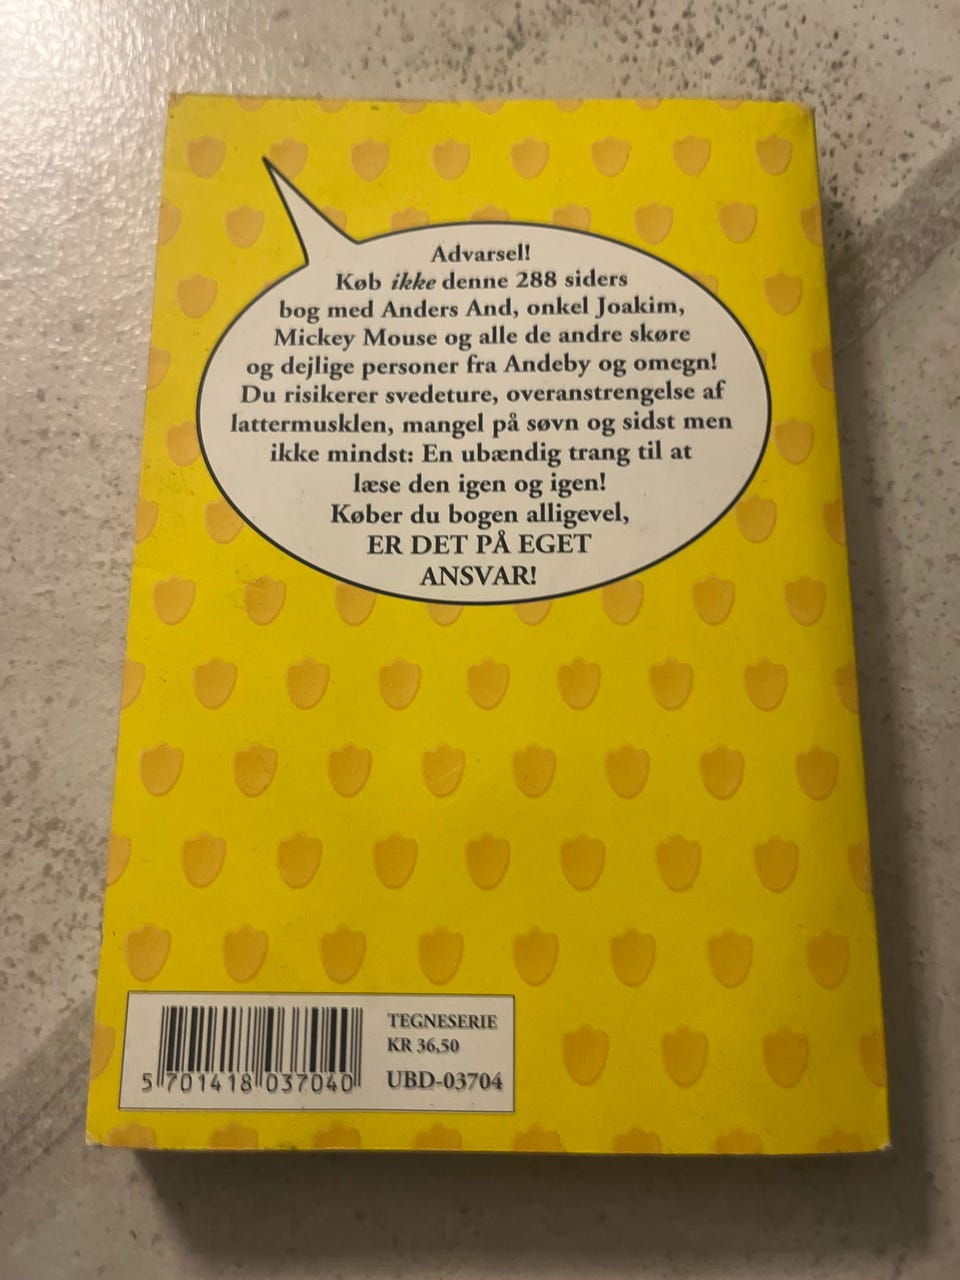 Advarsel!
Køb ikke denne 288 siders
bog med Anders And, onkel Joakim,
Mickey Mouse og alle de andre skøre
og dejlige personer fra Andeby og omegn!
Du risikerer svedeture, overanstrengelse af
lattermusklen, mangel på søvn og sidst men
ikke mindst: En ubændig trang til at
læse den igen og igen!
Køber du bogen alligevel,
ER DET PÅ EGET
ANSVAR!
TEGNESERIE
KR 36,50
UBD-03704
5 701418 037040